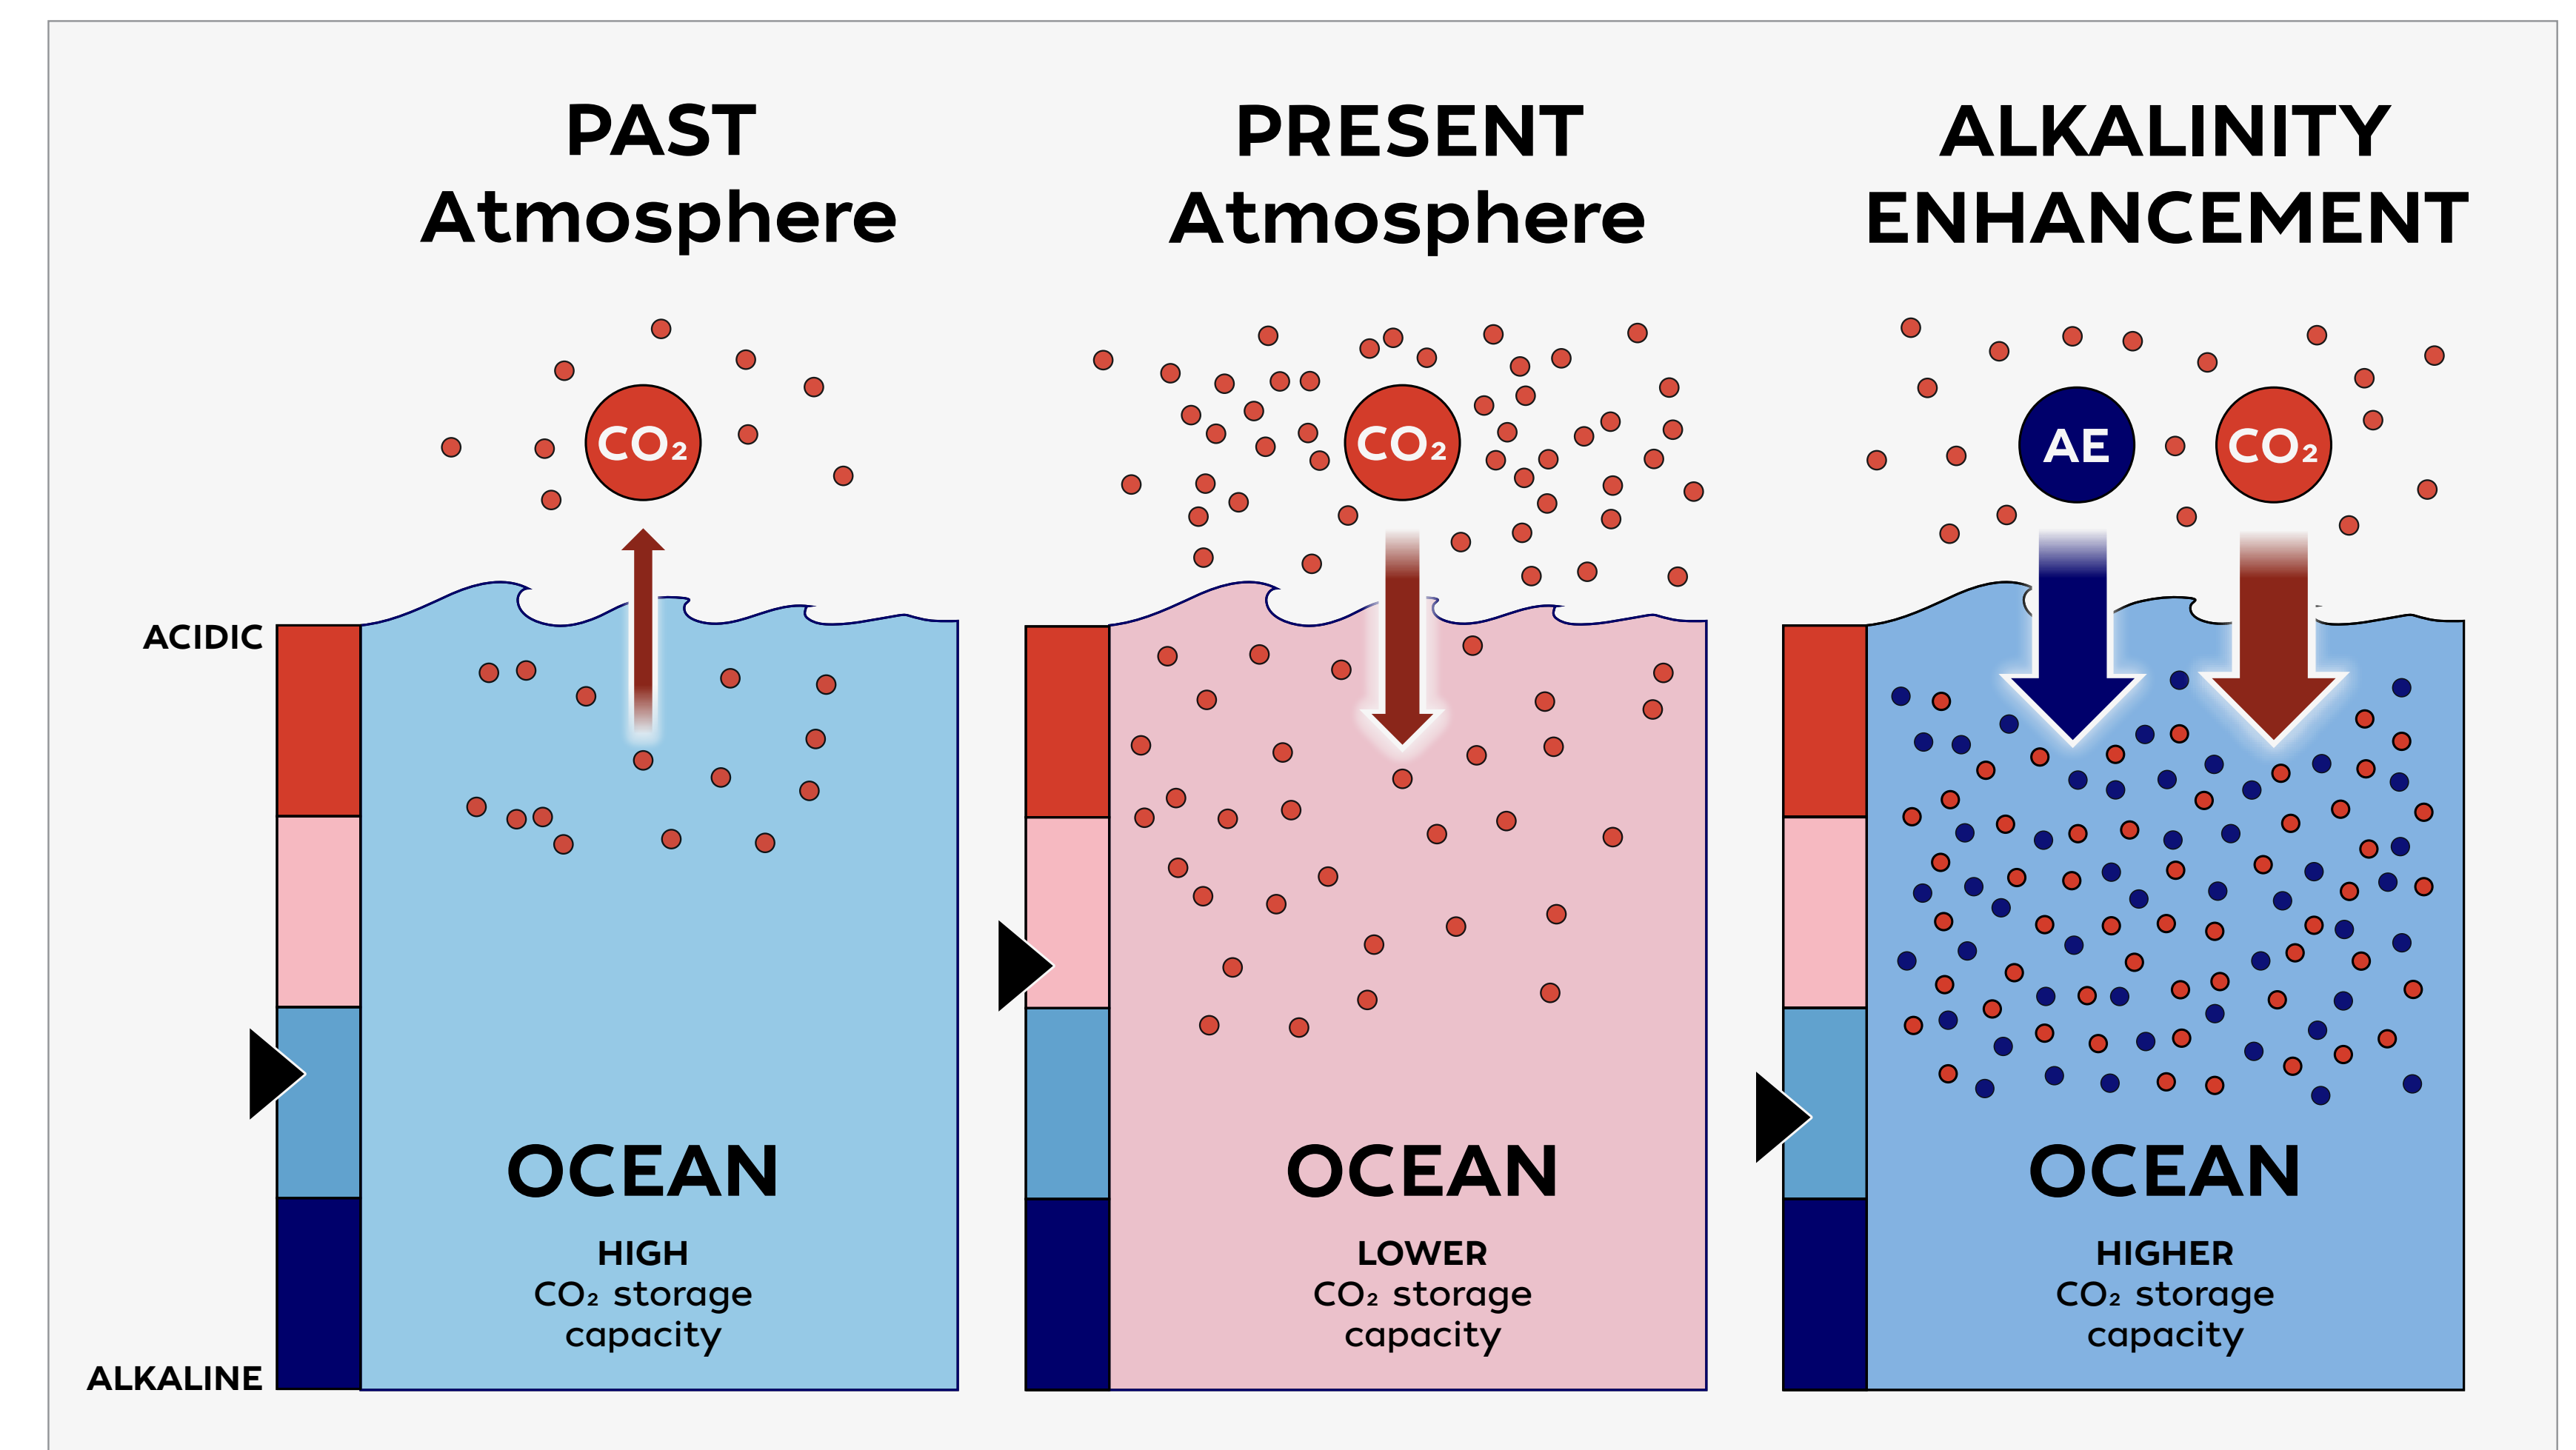 PAST
Atmosphere
CO₂
ACIDIC
ALKALINE
OCEAN
HIGH
CO₂ storage
capacity
PRESENT
Atmosphere
CO₂
OCEAN
LOWER
CO₂ storage
capacity
ALKALINITY
ENHANCEMENT
AE
CO₂
OCEAN
HIGHER
CO₂ storage
capacity